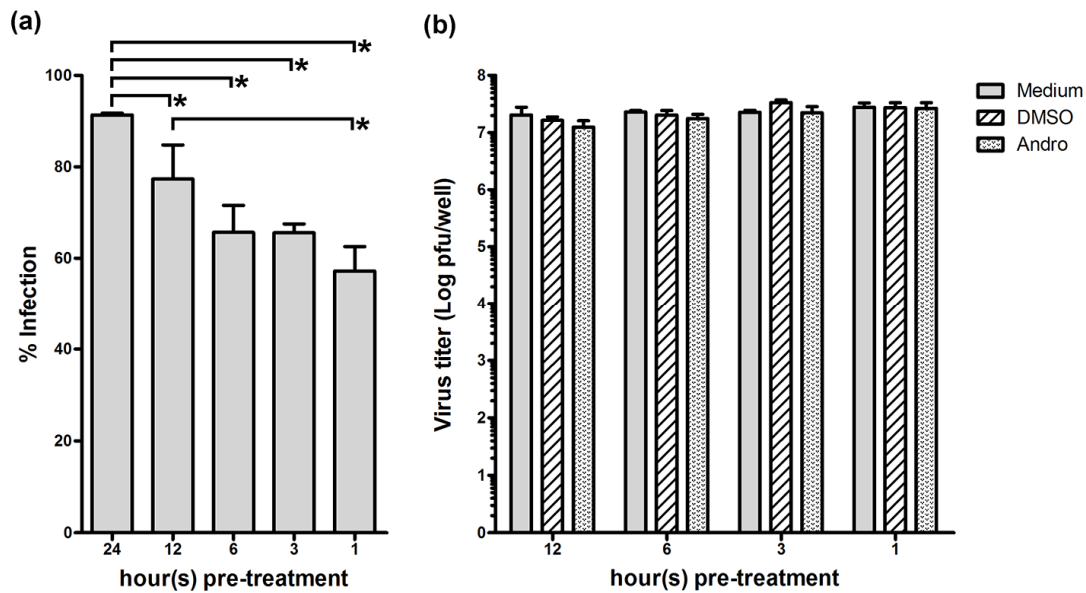 (a)
(b)
* * * * *
% Infection
100
80
60
40
20
0
24 12 6 3 1
hour(s) pre-treatment
Virus titer (Log pfu/well)
8
7
6
5
4
3
2
1
0
12 6 3 1
hour(s) pre-treatment
Medium
DMSO
Andro